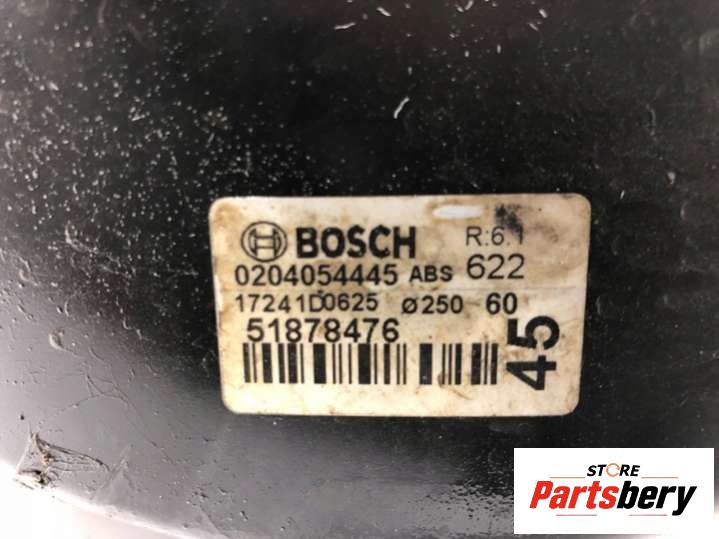 BOSCH R:6.1
0204054445 ABS 622
17241D0625 ø250 60
51878476
45
STORE
Partsbery